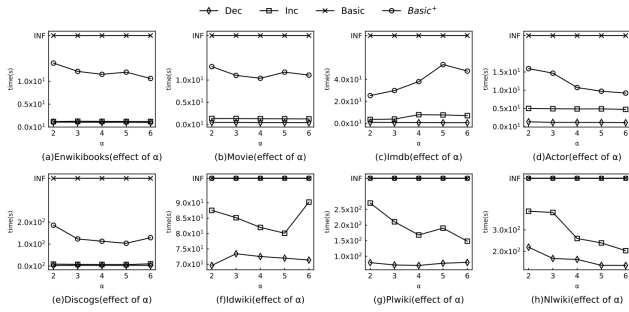 Dec Inc Basic Basic⁺
INF
1.0x10¹
0.5x10¹
0.0x10¹
time(s)
2 3 4 5 6
α
(a)Enwikibooks(effect of α)
INF
1.0x10¹
0.5x10¹
0.0x10¹
time(s)
2 3 4 5 6
α
(b)Movie(effect of α)
INF
4.0x10¹
2.0x10¹
0.0x10¹
time(s)
2 3 4 5 6
α
(c)Imdb(effect of α)
INF
1.5x10¹
1.0x10¹
0.5x10¹
0.0x10¹
time(s)
2 3 4 5 6
α
(d)Actor(effect of α)
INF
2.0x10²
1.0x10²
0.0x10²
time(s)
2 3 4 5 6
α
(e)Discogs(effect of α)
INF
9.0x10¹
8.0x10¹
7.0x10¹
time(s)
2 3 4 5 6
α
(f)Idwiki(effect of α)
INF
2.5x10²
2.0x10²
1.5x10²
1.0x10²
time(s)
2 3 4 5 6
α
(g)Plwiki(effect of α)
INF
3.0x10²
2.0x10²
time(s)
2 3 4 5 6
α
(h)Nlwiki(effect of α)